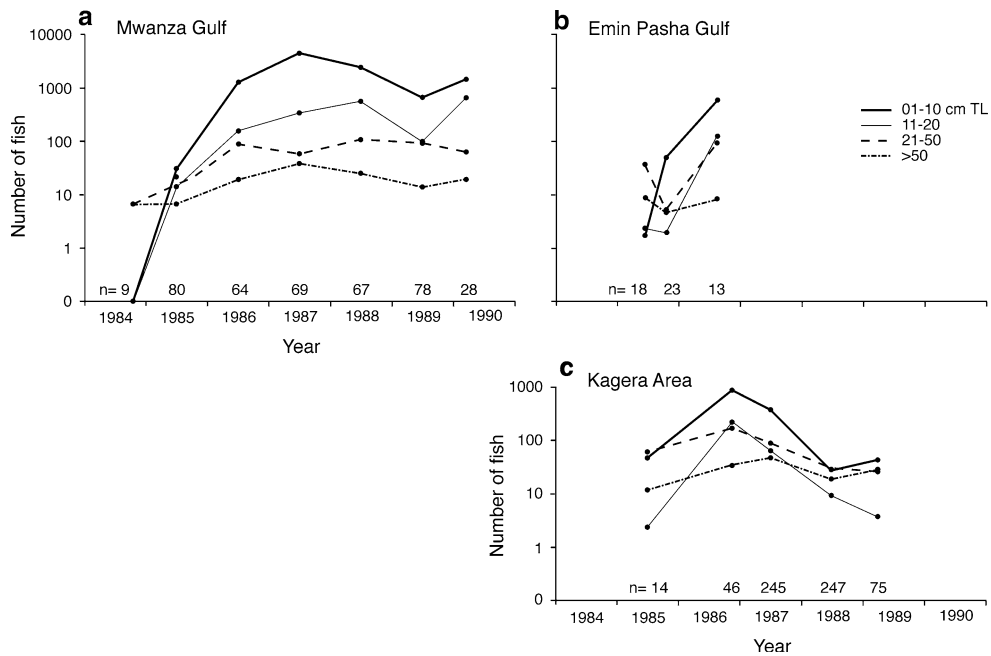 a Mwanza Gulf
10000
1000
100
10
1
0
Number of fish
n= 9 80 64 69 67 78 28
1984 1985 1986 1987 1988 1989 1990
Year
b Emin Pasha Gulf
01-10 cm TL
11-20
21-50
>50
n= 18 23 13
c Kagera Area
1000
100
10
1
0
Number of fish
n= 14 46 245 247 75
1984 1985 1986 1987 1988 1989 1990
Year